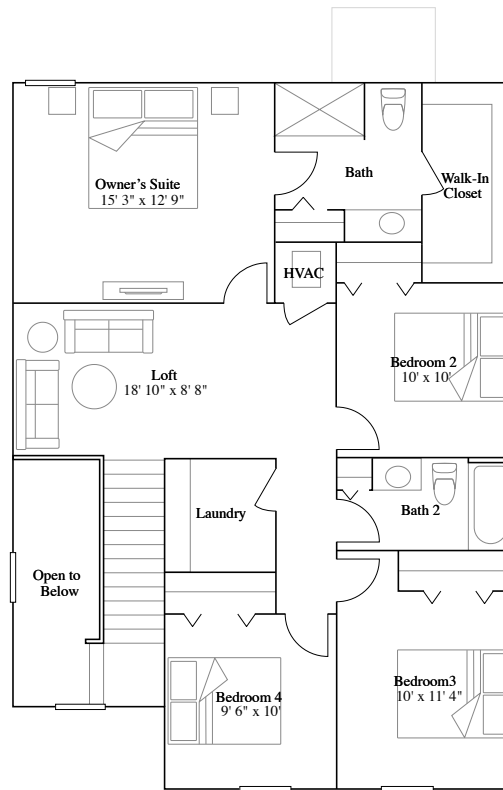 Owner's Suite
15' 3" x 12' 9"
Bath
Walk-In
Closet
HVAC
Loft
18' 10" x 8' 8"
Bedroom 2
10' x 10'
Laundry
Bath 2
Open to
Below
Bedroom 4
9' 6" x 10'
Bedroom3
10' x 11' 4"